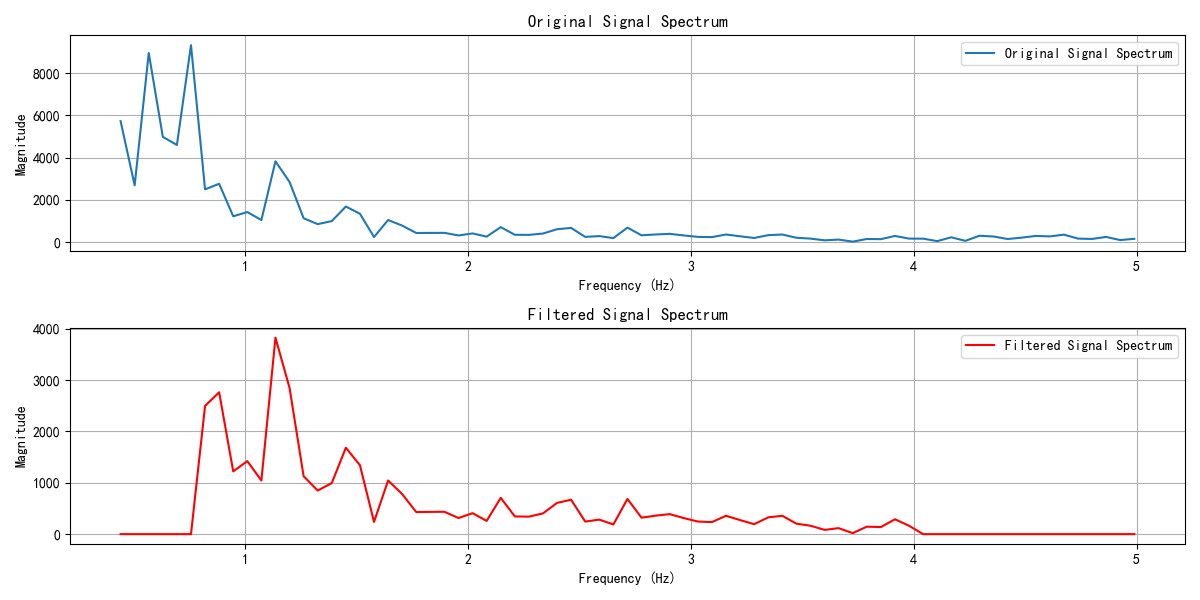 Original Signal Spectrum
Original Signal Spectrum
Magnitude
8000
6000
4000
2000
0
1 2 3 4 5
Frequency (Hz)
Filtered Signal Spectrum
Filtered Signal Spectrum
Magnitude
4000
3000
2000
1000
0
1 2 3 4 5
Frequency (Hz)